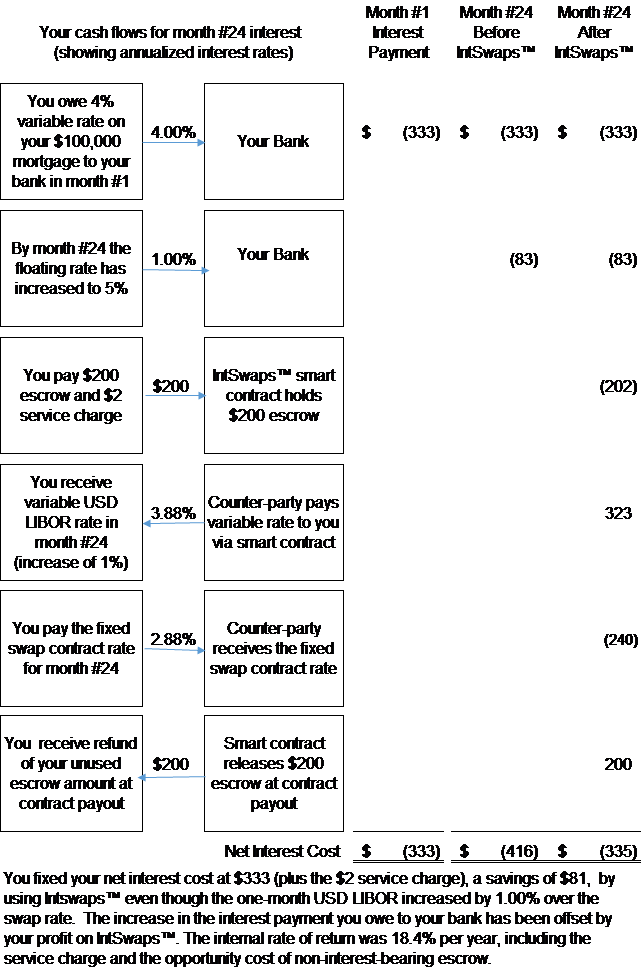 Your cash flows for month #24 interest
(showing annualized interest rates)
Month #1
Interest
Payment
Month #24
Before
IntSwaps™
Month #24
After
IntSwaps™
You owe 4%
variable rate on
your $100,000
mortgage to your
bank in month #1
4.00%
Your Bank
$ (333) $ (333) $ (333)
By month #24 the
floating rate has
increased to 5%
1.00%
Your Bank
(83) (83)
You pay $200
escrow and $2
service charge
$200
IntSwaps™ smart
contract holds
$200 escrow
(202)
You receive
variable USD
LIBOR rate in
month #24
(increase of 1%)
3.88%
Counter-party pays
variable rate to you
via smart contract
323
You pay the fixed
swap contract rate
for month #24
2.88%
Counter-party
receives the fixed
swap contract rate
(240)
You receive refund
of your unused
escrow amount at
contract payout
$200
Smart contract
releases $200
escrow at contract
payout
200
Net Interest Cost $ (333) $ (416) $ (335)
You fixed your net interest cost at $333 (plus the $2 service charge), a savings of $81, by
using Intswaps™ even though the one-month USD LIBOR increased by 1.00% over the
swap rate. The increase in the interest payment you owe to your bank has been offset by
your profit on IntSwaps™. The internal rate of return was 18.4% per year, including the
service charge and the opportunity cost of non-interest-bearing escrow.